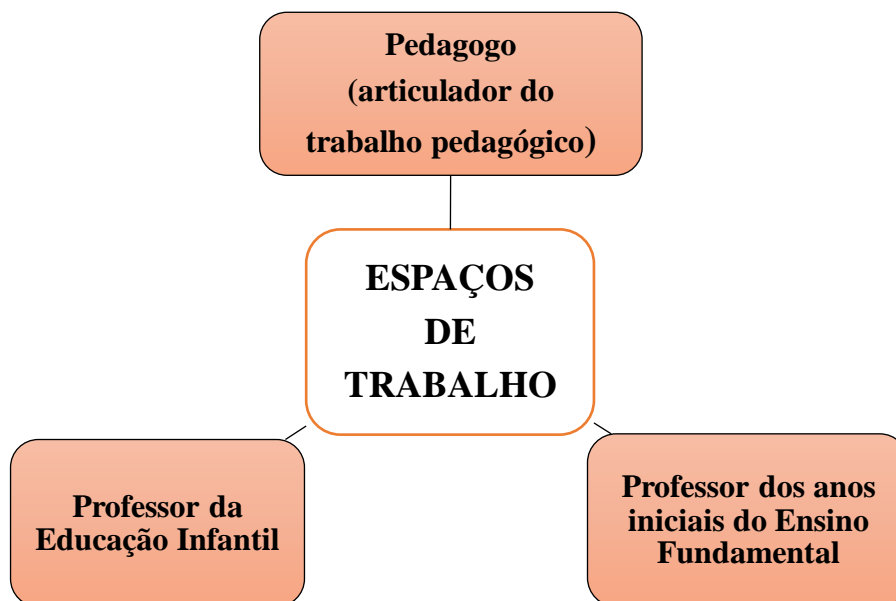 Pedagogo
(articulador do
trabalho pedagógico)
ESPAÇOS
DE
TRABALHO
Professor da
Educação Infantil
Professor dos anos
iniciais do Ensino
Fundamental